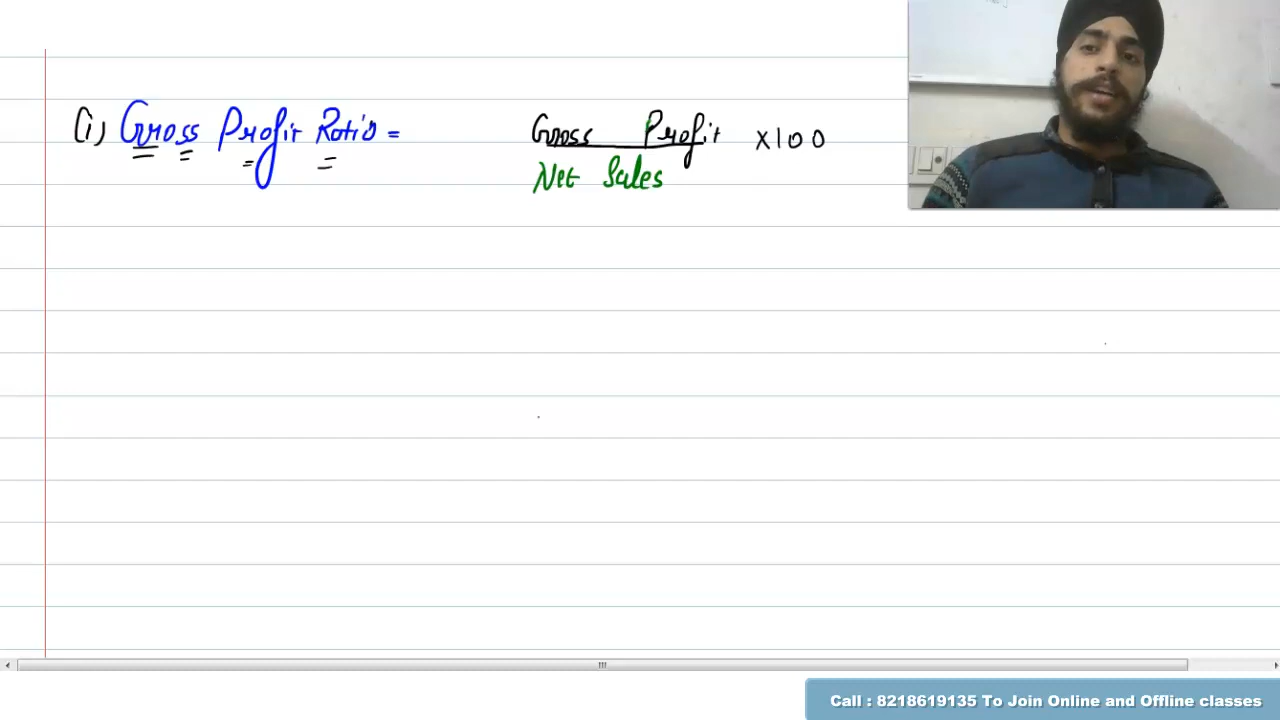 (i) Gross Profit Ratio = Gross Profit X100
Net Sales
Call : 8218619135 To Join Online and Offline classes